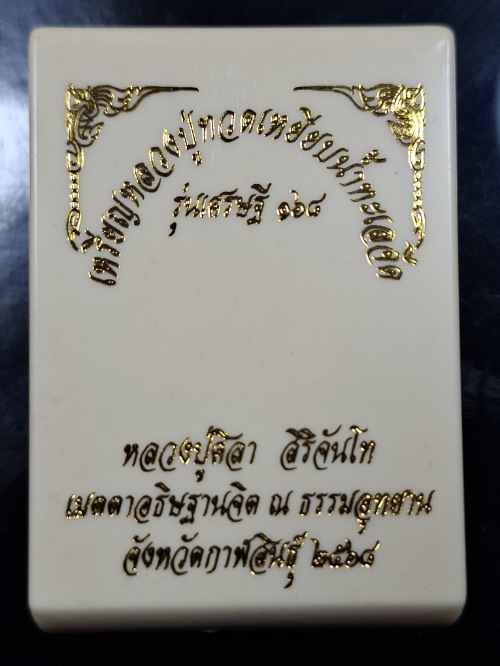 เหรียญหลวงปู่ทวดเหยียบน้ำทะเลจืด
รุ่นเศรษฐี ๑๖๘
หลวงปู่ศิลา สิริจันโท
เมตตาอธิษฐานจิต ณ ธรรมอุทยาน
จังหวัดกาฬสินธุ์ ๒๕๖๘